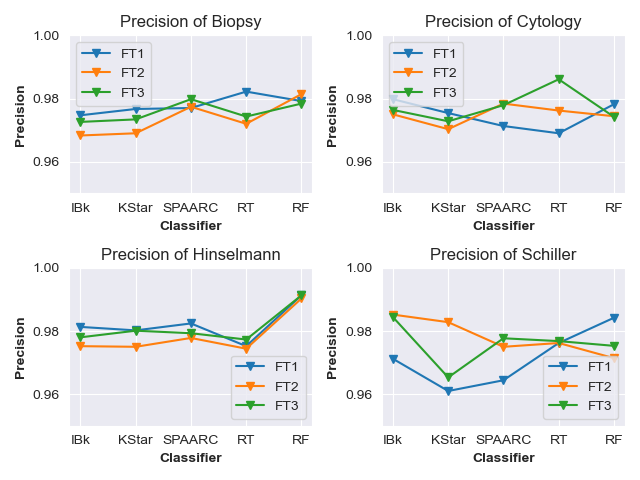 Precision of Biopsy
1.00
0.98
0.96
Precision
FT1
FT2
FT3
IBk KStar SPAARC RT RF
Classifier
Precision of Cytology
1.00
0.98
0.96
Precision
FT1
FT2
FT3
IBk KStar SPAARC RT RF
Classifier
Precision of Hinselmann
1.00
0.98
0.96
Precision
FT1
FT2
FT3
IBk KStar SPAARC RT RF
Classifier
Precision of Schiller
1.00
0.98
0.96
Precision
FT1
FT2
FT3
IBk KStar SPAARC RT RF
Classifier